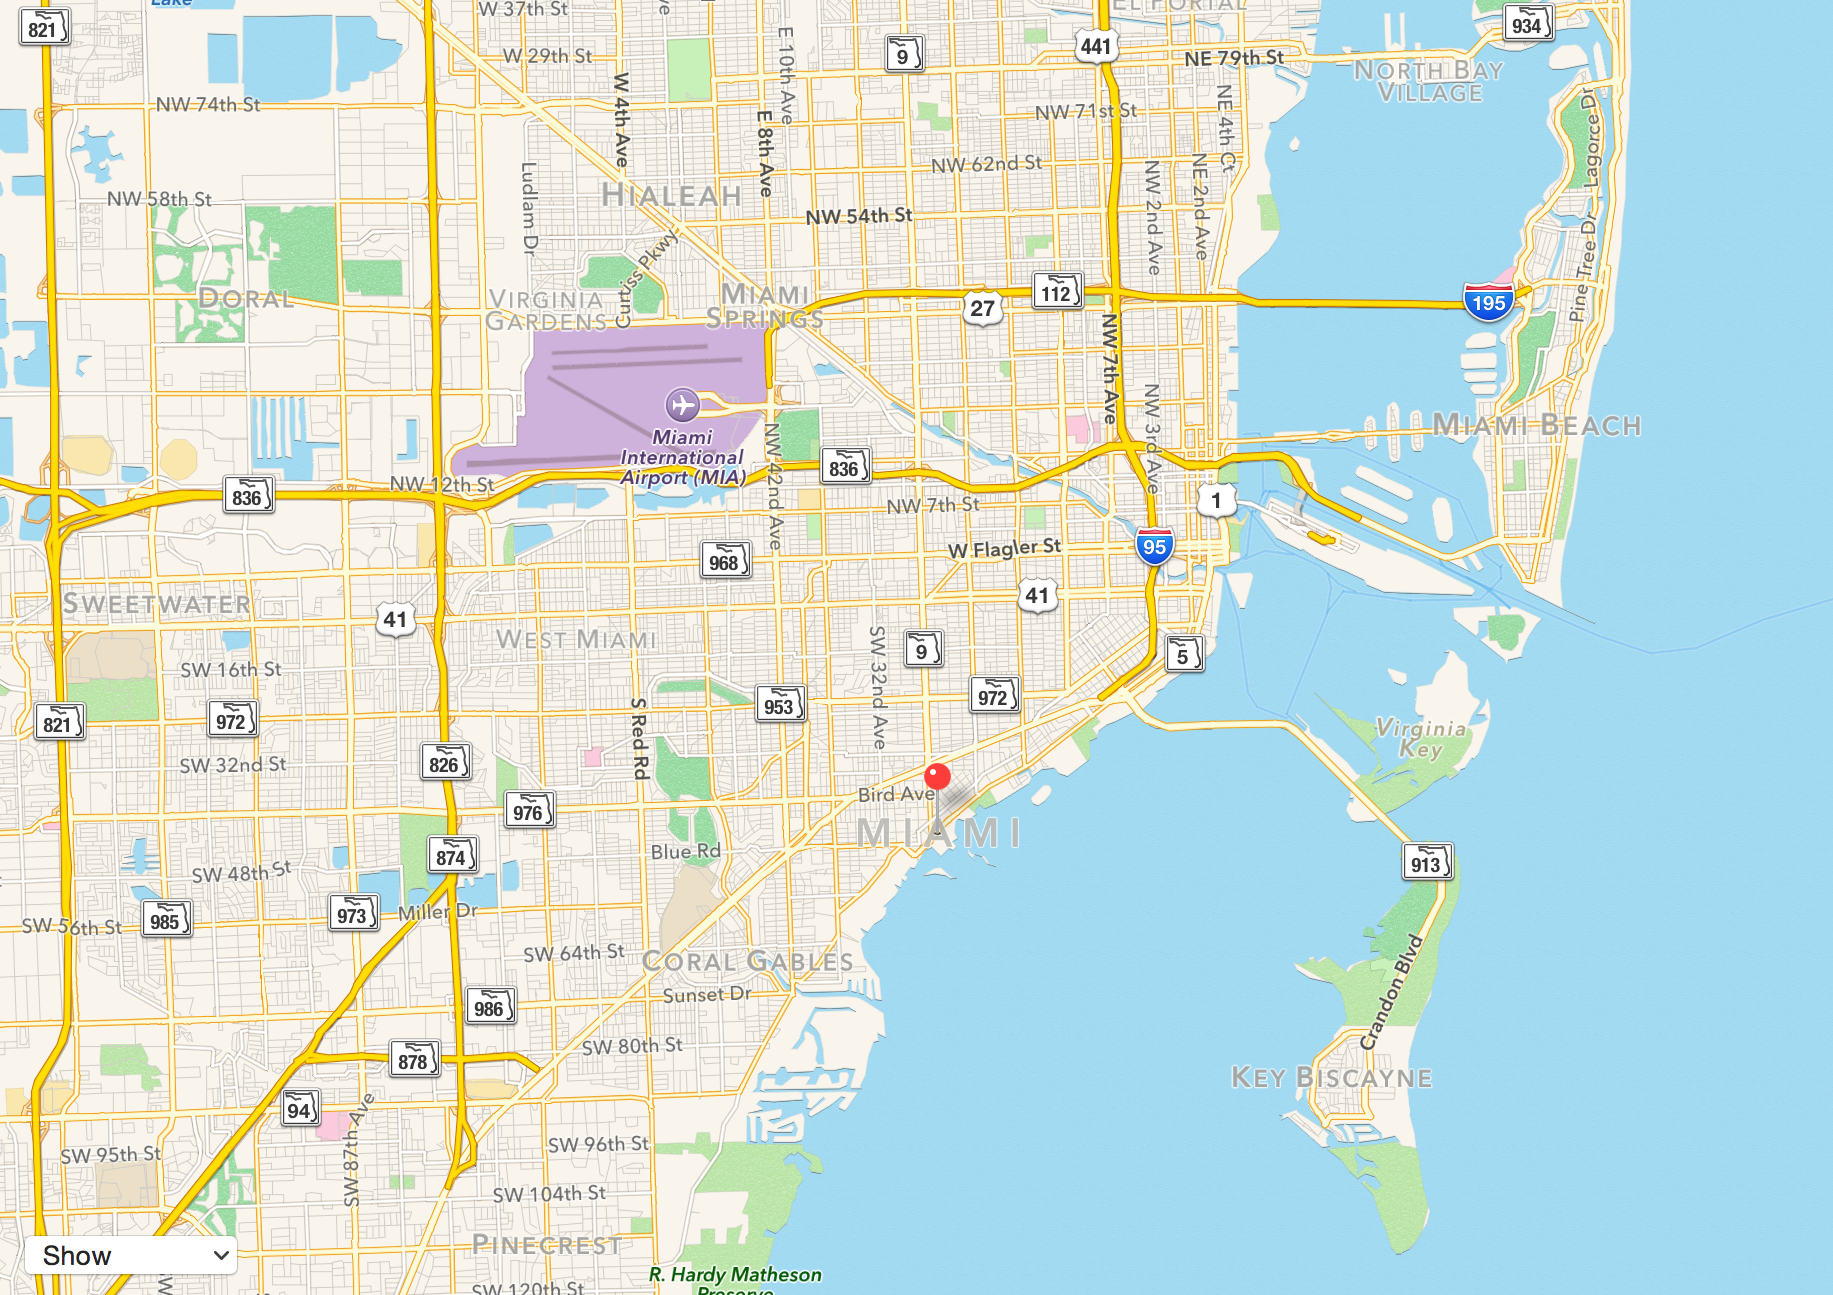 Lake
W 37th St
EL PORTAL
821
934
W 29th St
E 10th Ave
9
441
NE 79th St
NORTH BAY
VILLAGE
NW 74th St
W 4th Ave
E 8th Ave
NW 71st St
NE 4th Ct
Lagorce Dr
NW 62nd St
Ludlam Dr
NW 2nd Ave
NE 2nd Ave
NW 58th St
HIALEAH
NW 54th St
Curtiss Pkwy
Pine Tree Dr
DORAL
VIRGINIA
GARDENS
MIAMI
SPRINGS
27
112
195
NW 7th Ave
NW 3rd Ave
Miami
International
Airport (MIA)
MIAMI BEACH
NW 42nd Ave
836
836
NW 12th St
NW 7th St
1
968
W Flagler St
95
SWEETWATER
41
41
WEST MIAMI
SW 32nd Ave
9
5
SW 16th St
821
972
S Red Rd
953
972
Virginia
Key
SW 32nd St
826
Bird Ave
976
MIAMI
Blue Rd
874
913
SW 48th St
SW 56th St
985
973
Miller Dr
SW 64th St
CORAL GABLES
Crandon Blvd
Sunset Dr
986
SW 80th St
878
KEY BISCAYNE
94
SW 87th Ave
SW 95th St
SW 96th St
SW 104th St
Show
PINECREST
R. Hardy Matheson
Preserve
SW 120th St